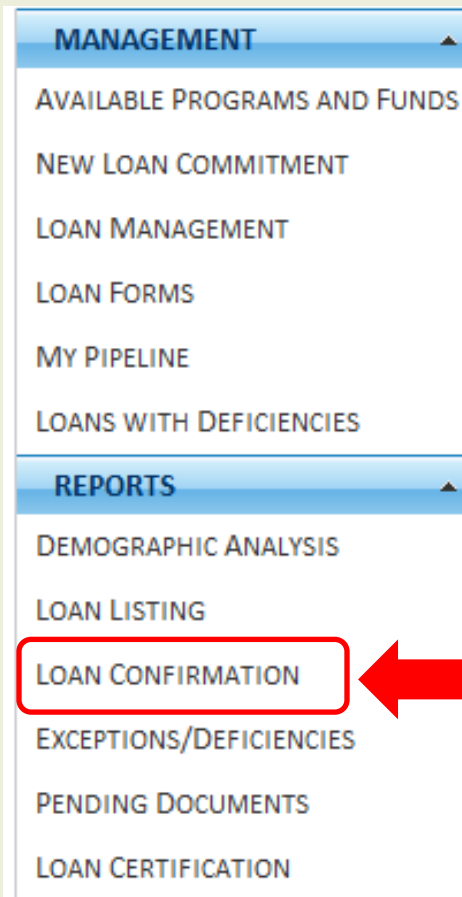 MANAGEMENT
AVAILABLE PROGRAMS AND FUNDS
NEW LOAN COMMITMENT
LOAN MANAGEMENT
LOAN FORMS
MY PIPELINE
LOANS WITH DEFICIENCIES
REPORTS
DEMOGRAPHIC ANALYSIS
LOAN LISTING
LOAN CONFIRMATION
EXCEPTIONS/DEFICIENCIES
PENDING DOCUMENTS
LOAN CERTIFICATION